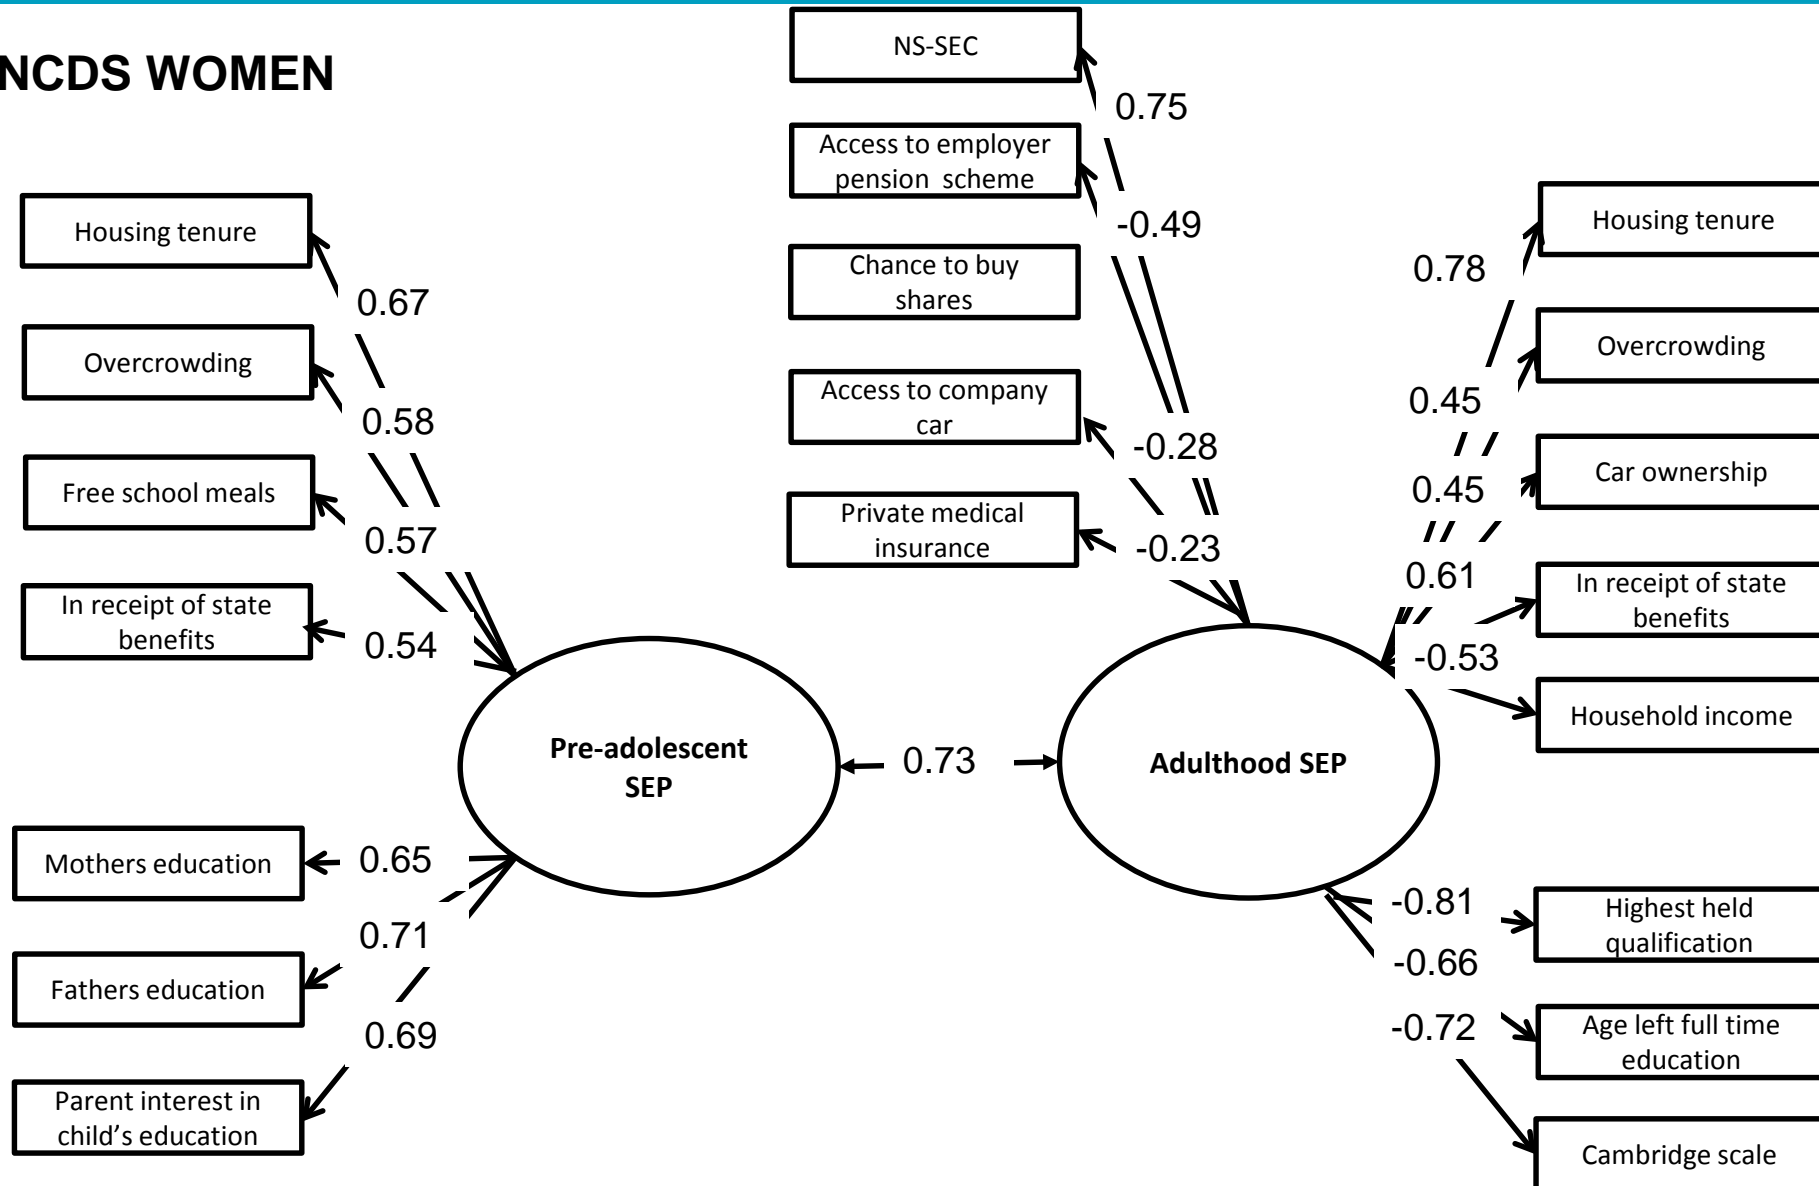 NCDS WOMEN
NS-SEC
0.75
Access to employer
pension scheme
-0.49
Chance to buy
shares
Access to company
car
-0.28
Private medical
insurance
-0.23
Housing tenure
0.67
Overcrowding
0.58
Free school meals
0.57
In receipt of state
benefits
0.54
Pre-adolescent
SEP
0.73
Adulthood SEP
Mothers education
0.65
Fathers education
0.71
Parent interest in
child’s education
0.69
Housing tenure
0.78
Overcrowding
0.45
Car ownership
0.45
In receipt of state
benefits
0.61
Household income
-0.53
Highest held
qualification
-0.81
Age left full time
education
-0.66
Cambridge scale
-0.72